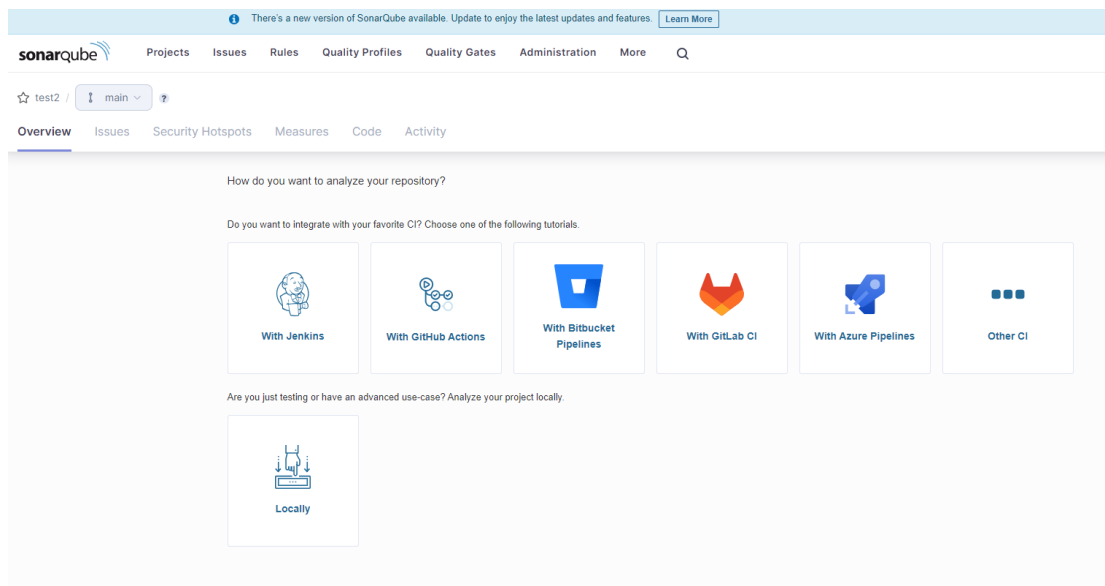 There's a new version of SonarQube available. Update to enjoy the latest updates and features. Learn More
sonarqube Projects Issues Rules Quality Profiles Quality Gates Administration More
test2 / main ?
Overview Issues Security Hotspots Measures Code Activity
How do you want to analyze your repository?
Do you want to integrate with your favorite CI? Choose one of the following tutorials.
With Jenkins
With GitHub Actions
With Bitbucket
Pipelines
With GitLab CI
With Azure Pipelines
Other CI
Are you just testing or have an advanced use-case? Analyze your project locally.
Locally